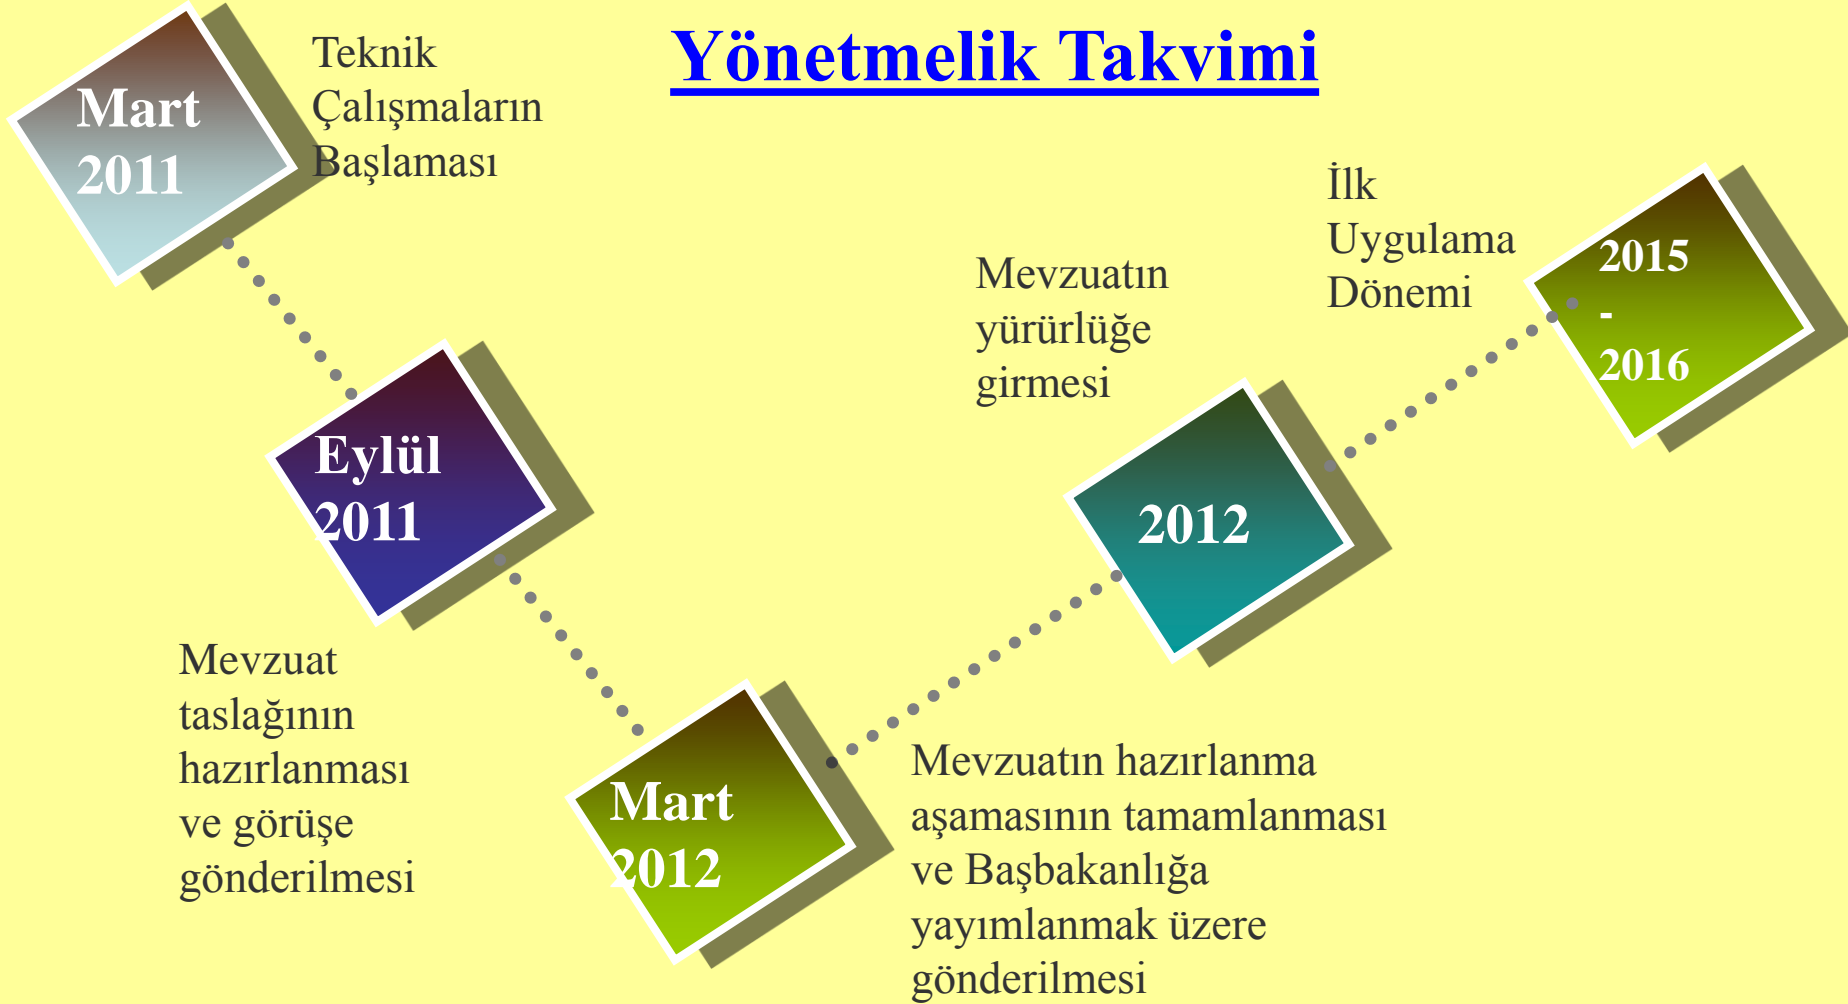 Yönetmelik Takvimi
Mart
2011
Teknik
Çalışmaların
Başlaması
Eylül
2011
Mevzuat
taslağının
hazırlanması
ve görüşe
gönderilmesi
Mart
2012
Mevzuatın hazırlanma
aşamasının tamamlanması
ve Başbakanlığa
yayımlanmak üzere
gönderilmesi
2012
Mevzuatın
yürürlüğe
girmesi
2015
-
2016
İlk
Uygulama
Dönemi